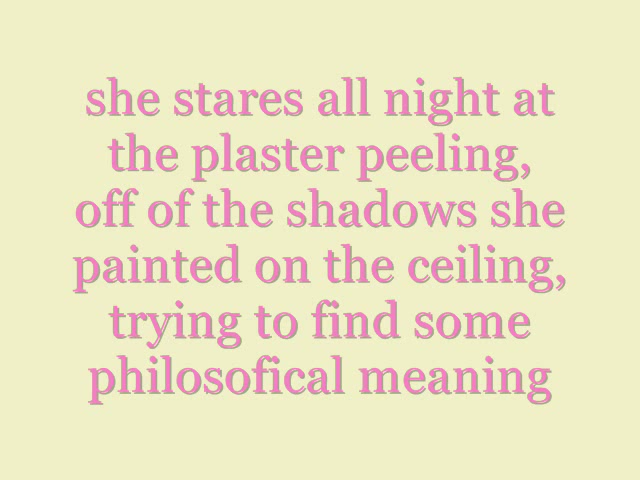 she stares all night at
the plaster peeling,
off of the shadows she
painted on the ceiling,
trying to find some
philosofical meaning